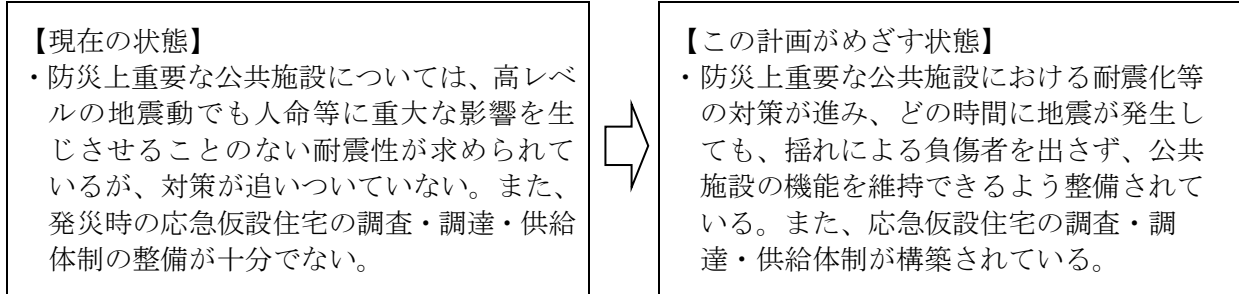 【現在の状態】
・防災上重要な公共施設については、高レベ
ルの地震動でも人命等に重大な影響を生
じさせることのない耐震性が求められて
いるが、対策が追いついていない。また、
発災時の応急仮設住宅の調査・調達・供給
体制の整備が十分でない。
【この計画がめざす状態】
・防災上重要な公共施設における耐震化等
の対策が進み、どの時間に地震が発生し
ても、揺れによる負傷者を出さず、公共
施設の機能を維持できるよう整備されて
いる。また、応急仮設住宅の調査・調
達・供給体制が構築されている。